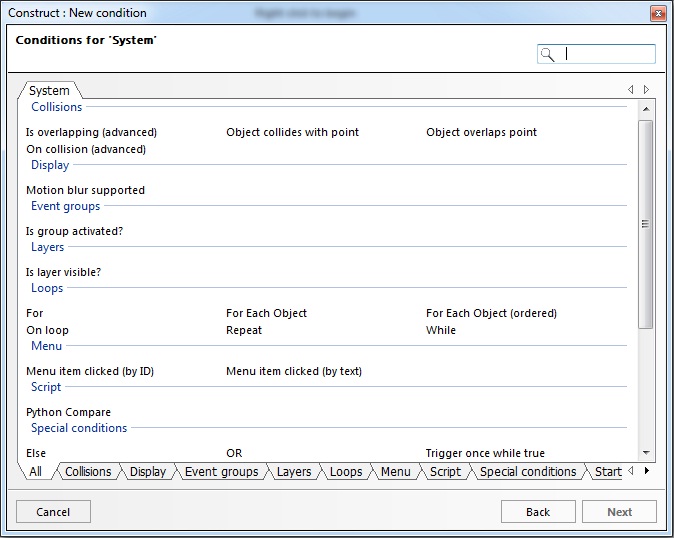 Construct : New condition
Conditions for 'System'
System
Collisions
Is overlapping (advanced) Object collides with point Object overlaps point
On collision (advanced)
Display
Motion blur supported
Event groups
Is group activated?
Layers
Is layer visible?
Loops
For For Each Object For Each Object (ordered)
On loop Repeat While
Menu
Menu item clicked (by ID) Menu item clicked (by text)
Script
Python Compare
Special conditions
Else OR Trigger once while true
All Collisions Display Event groups Layers Loops Menu Script Special conditions Start
Cancel Back Next